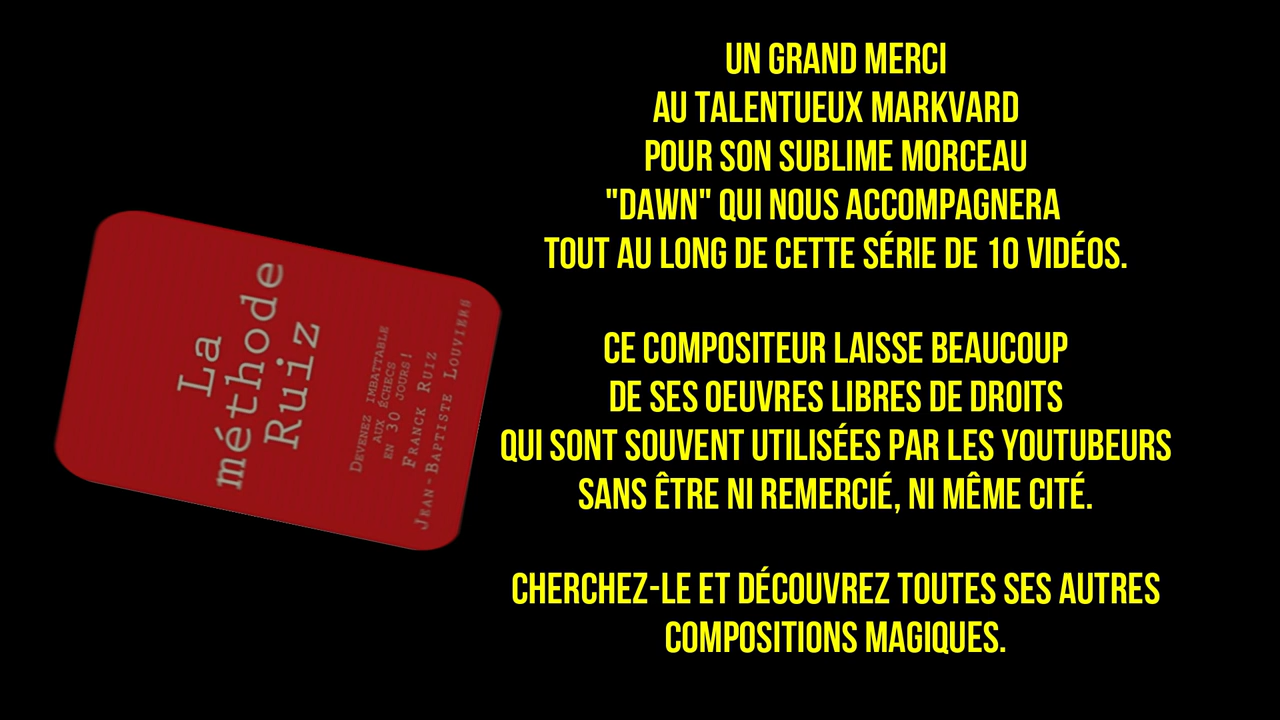 UN GRAND MERCI
AU TALENTUEUX MARKVARD
POUR SON SUBLIME MORCEAU
"DAWN" QUI NOUS ACCOMPAGNERA
TOUT AU LONG DE CETTE SÉRIE DE 10 VIDÉOS.
CE COMPOSITEUR LAISSE BEAUCOUP
DE SES OEUVRES LIBRES DE DROITS
QUI SONT SOUVENT UTILISÉES PAR LES YOUTUBEURS
SANS ÊTRE NI REMERCIÉ, NI MÊME CITÉ.
CHERCHEZ-LE ET DÉCOUVREZ TOUTES SES AUTRES
COMPOSITIONS MAGIQUES.
La
méthode
Ruiz
DEVENEZ IMBATTABLE
AUX ÉCHECS
EN 30 JOURS!
FRANCK RUIZ
JEAN-BAPTISTE LOUVIERS